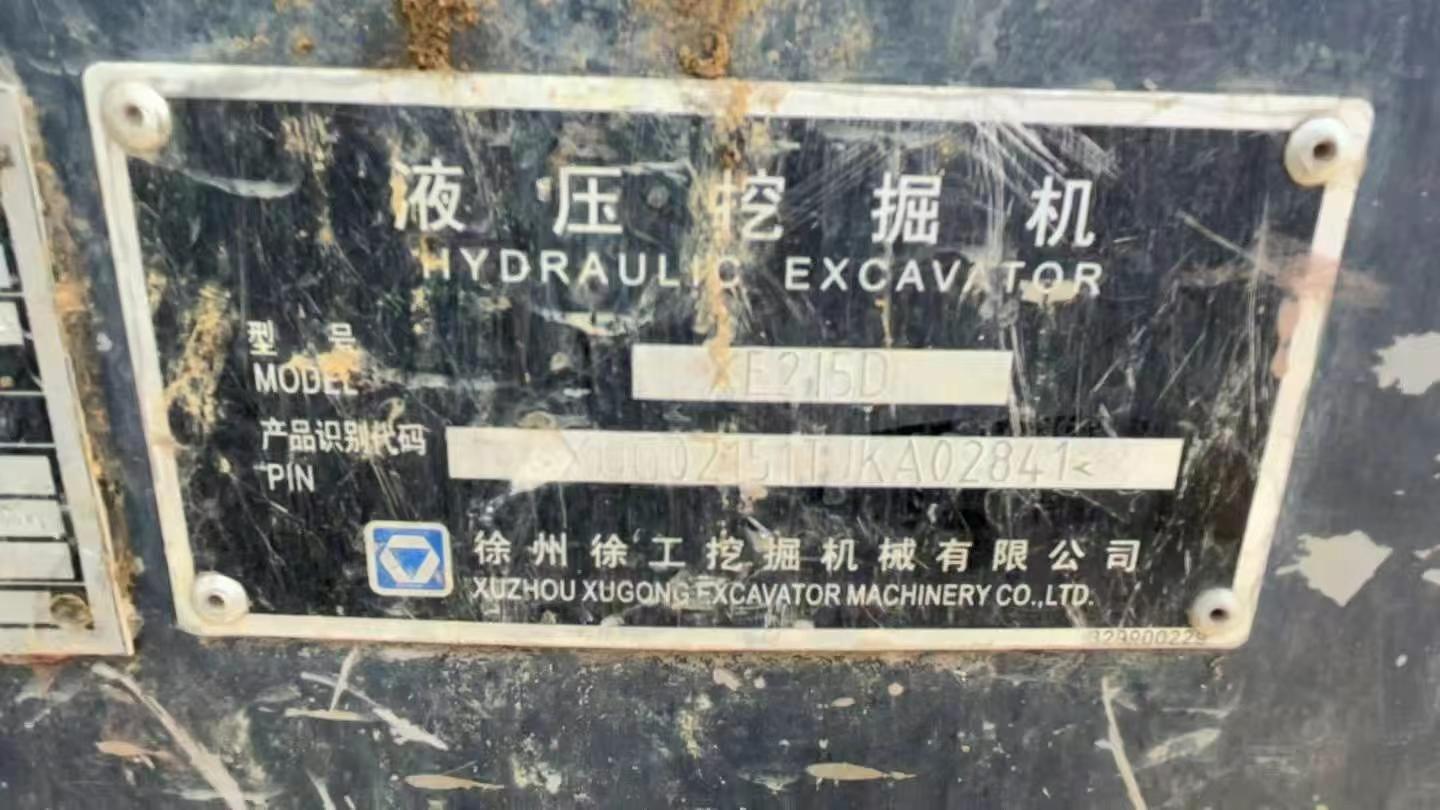 液压挖掘机
HYDRAULIC EXCAVATOR
型 号
MODEL
XE215D
产品识别代码
PIN
徐州徐工挖掘机械有限公司
XUZHOU XUGONG EXCAVATOR MACHINERY CO.,LTD.